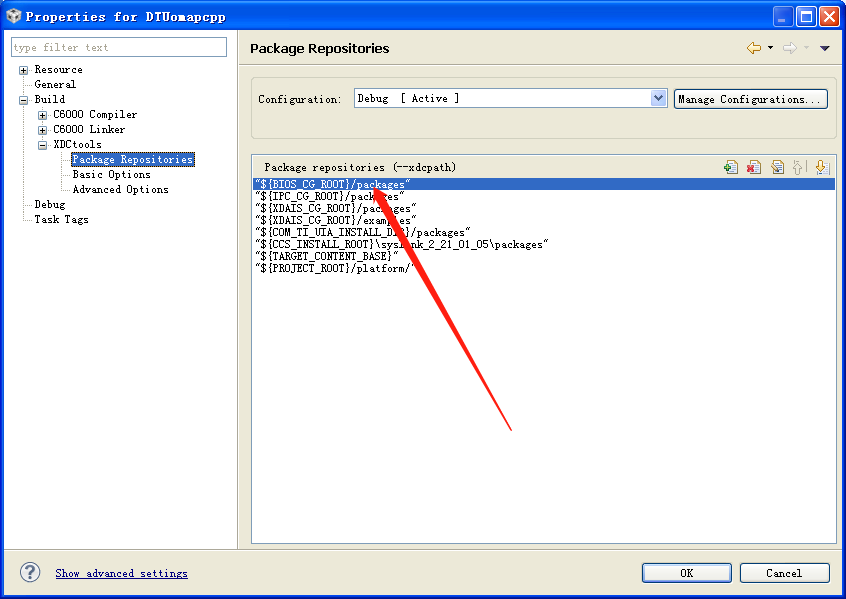 Properties for DTUomapcpp
type filter text
Resource
General
Build
C6000 Compiler
C6000 Linker
XDCtools
Package Repositories
Basic Options
Advanced Options
Debug
Task Tags
Package Repositories
Configuration: Debug [ Active ] Manage Configurations...
Package repositories (--xdcpath)
"${BIOS_CG_ROOT}/packages"
"${IPC_CG_ROOT}/packages"
"${XDAIS_CG_ROOT}/packages"
"${XDAIS_CG_ROOT}/examples"
"${COM_TI_UIA_INSTALL_DIR}/packages"
"${CCS_INSTALL_ROOT}\syslink_2_21_01_05\packages"
"${TARGET_CONTENT_BASE}"
"${PROJECT_ROOT}/platform/"
Show advanced settings
OK Cancel